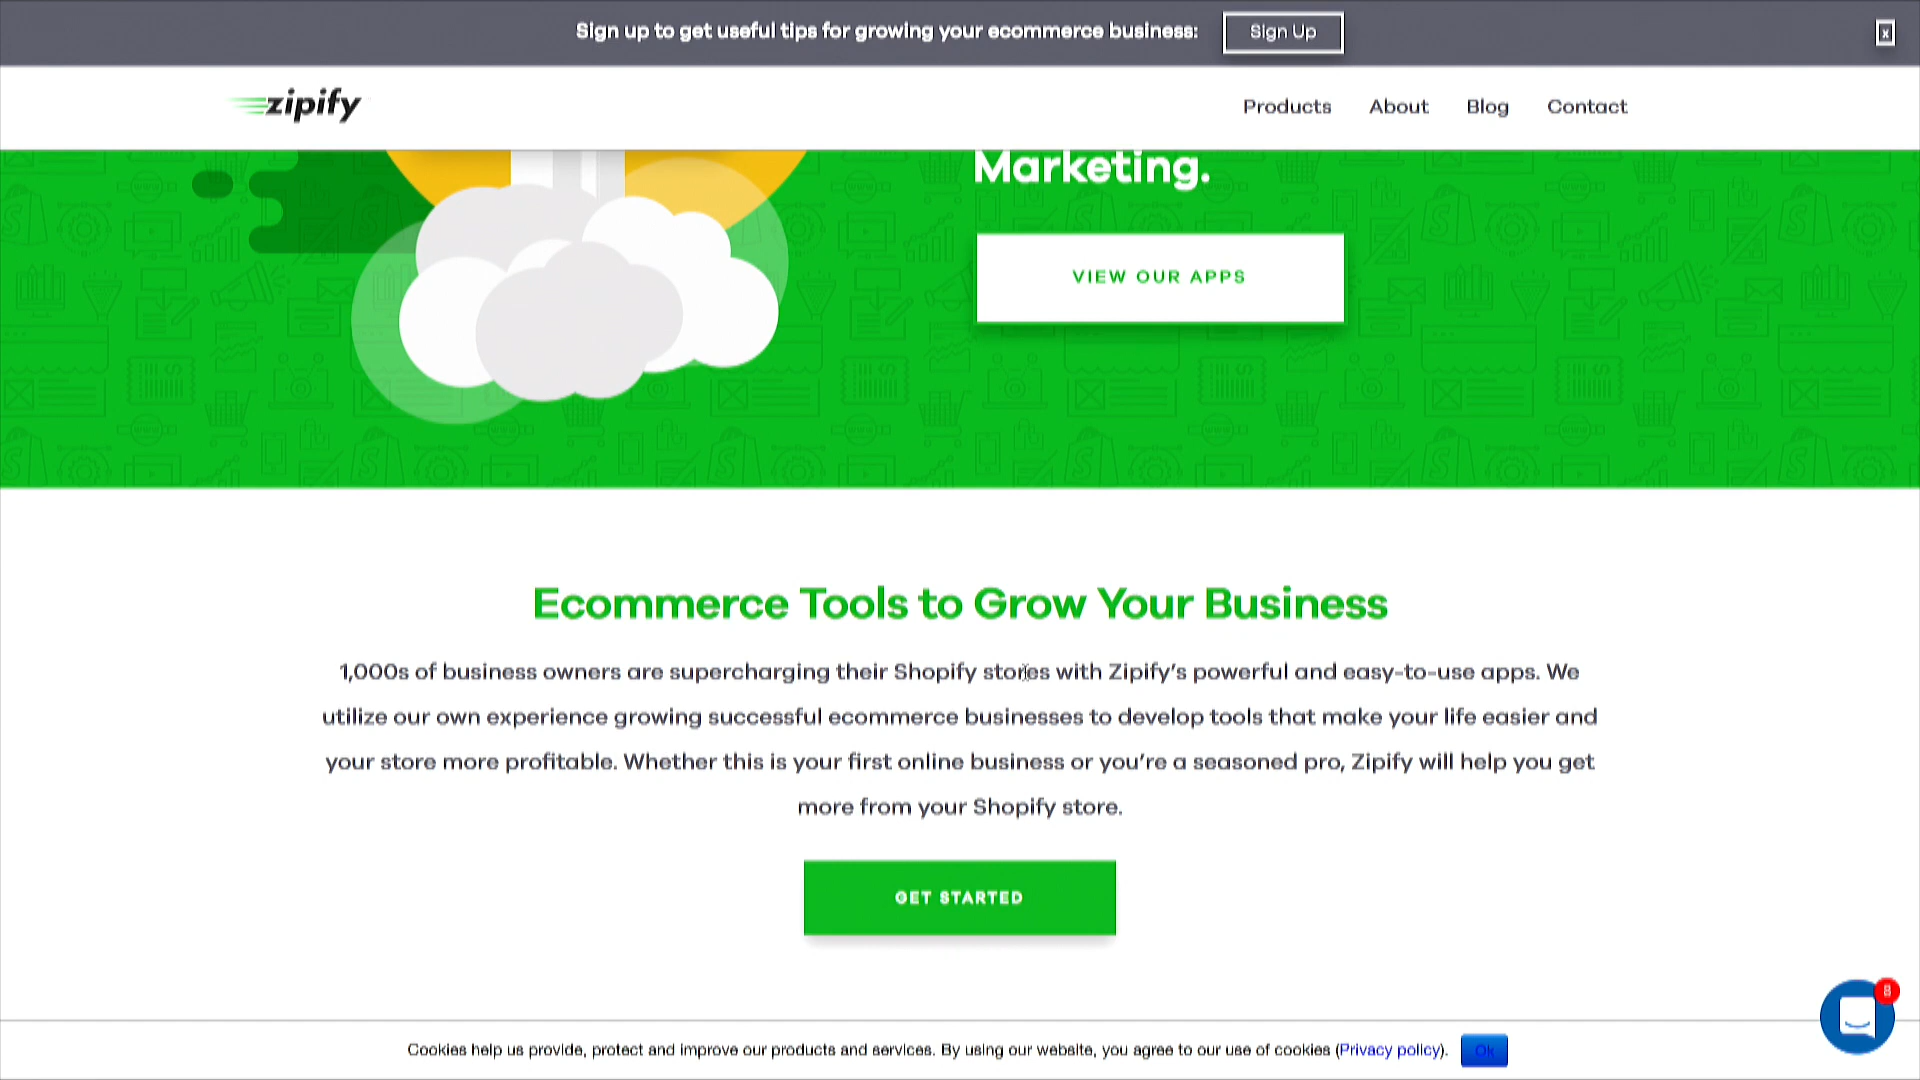 Sign up to get useful tips for growing your ecommerce business:
Sign Up
x
zipify
Products
About
Blog
Contact
Marketing.
VIEW OUR APPS
Ecommerce Tools to Grow Your Business
1,000s of business owners are supercharging their Shopify stories with Zipify's powerful and easy-to-use apps. We
utilize our own experience growing successful ecommerce businesses to develop tools that make your life easier and
your store more profitable. Whether this is your first online business or you're a seasoned pro, Zipify will help you get
more from your Shopify store.
GET STARTED
8
Cookies help us provide, protect and improve our products and services. By using our website, you agree to our use of cookies (Privacy policy).
Ok